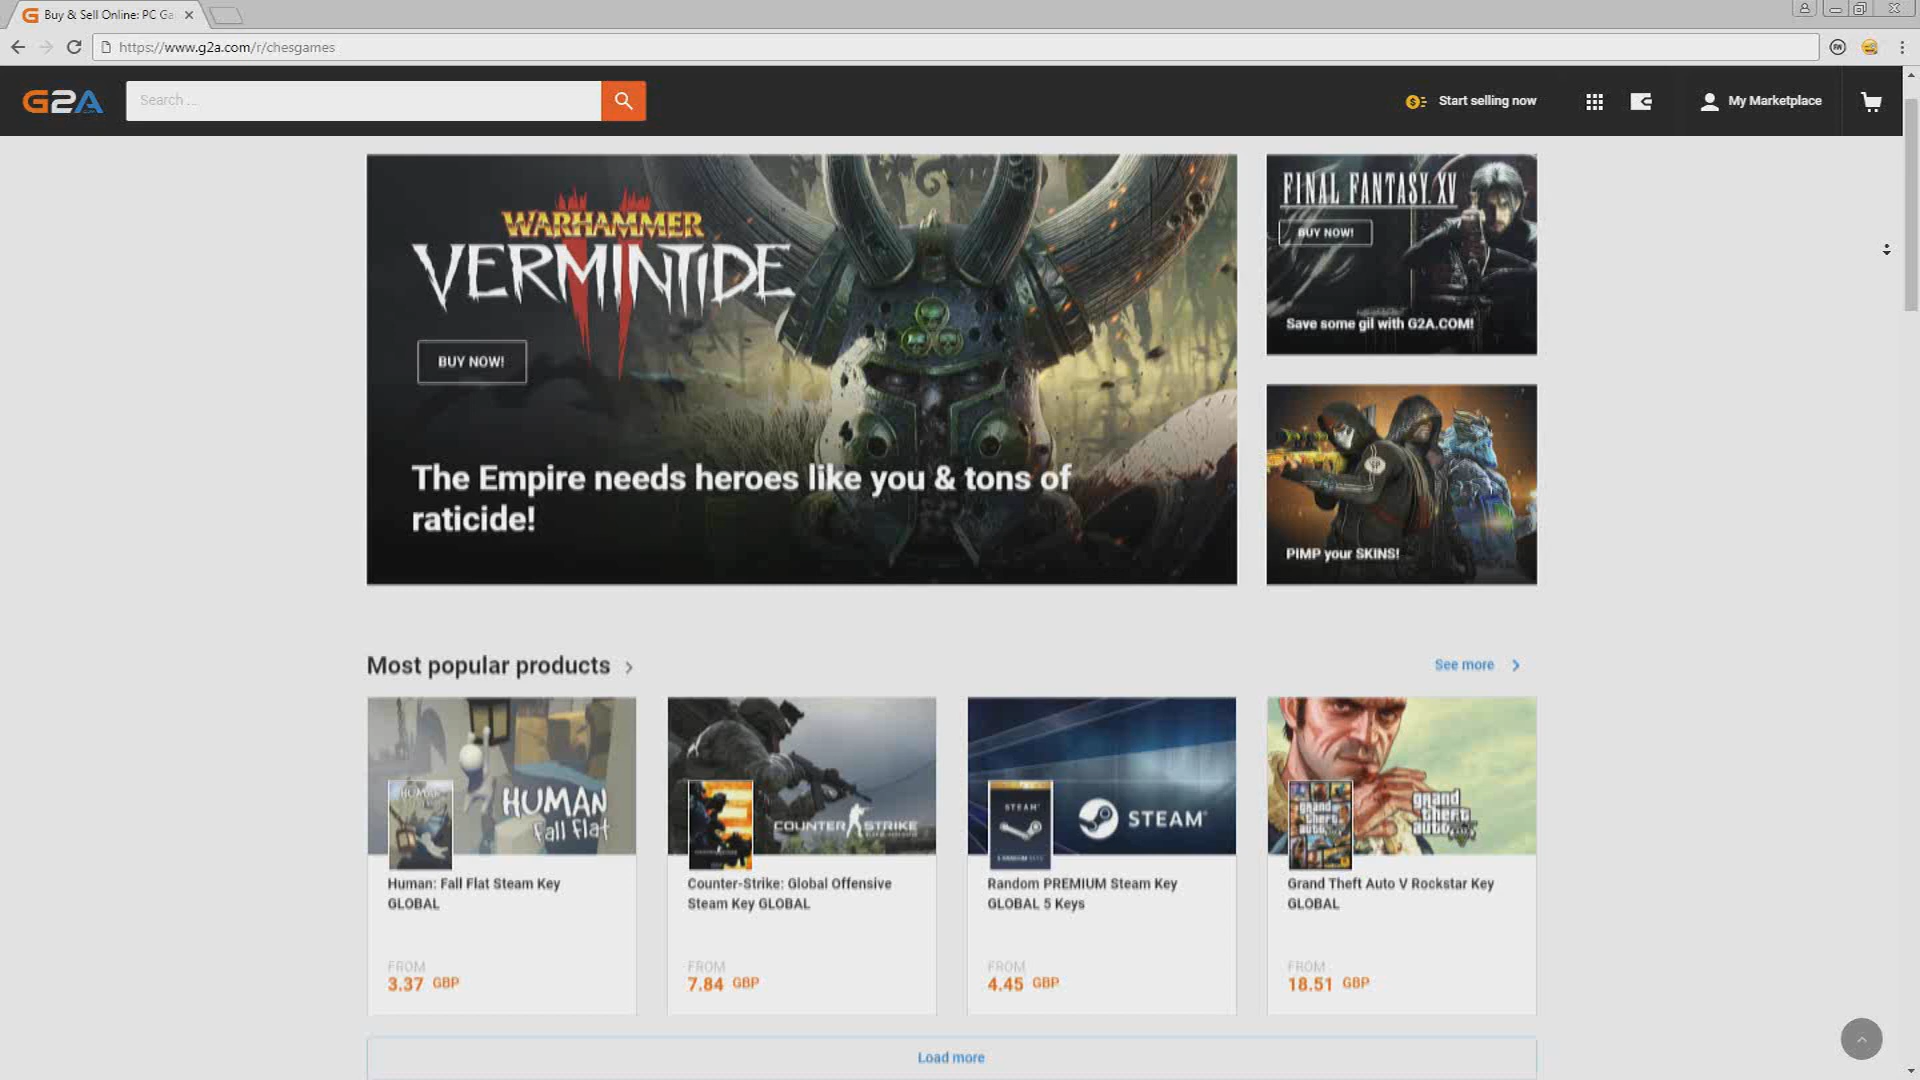 Buy & Sell Online: PC Ga
https://www.g2a.com/r/chesgames
G2A
Search ...
Start selling now
My Marketplace
WARHAMMER
VERMINTIDE
II
BUY NOW!
The Empire needs heroes like you & tons of
raticide!
FINAL FANTASY XV
BUY NOW!
Save some gil with G2A.COM!
PIMP your SKINS!
Most popular products
See more
HUMAN
HUMAN
Fall Flat
COUNTER STRIKE
STEAM
STEAM
grand
theft
auto
V
grand
theft
auto
Human: Fall Flat Steam Key
GLOBAL
Counter-Strike: Global Offensive
Steam Key GLOBAL
Random PREMIUM Steam Key
GLOBAL 5 Keys
Grand Theft Auto V Rockstar Key
GLOBAL
FROM
3.37 GBP
FROM
7.84 GBP
FROM
4.45 GBP
FROM
18.51 GBP
Load more